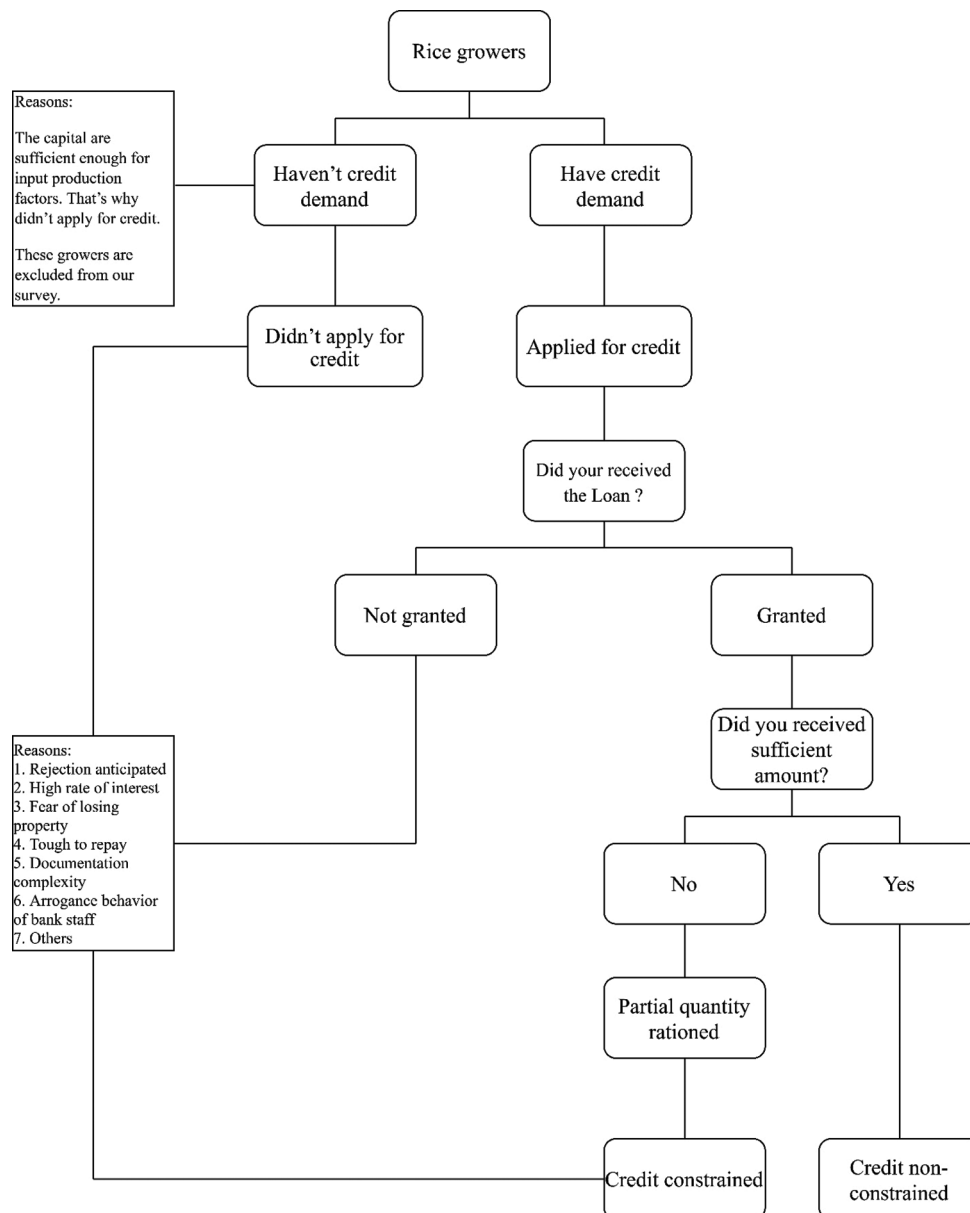 Rice growers
Reasons:
The capital are
sufficient enough for
input production
factors. That's why
didn't apply for credit.
These growers are
excluded from our
survey.
Haven't credit
demand
Have credit
demand
Didn't apply for
credit
Applied for credit
Did your received
the Loan ?
Not granted
Granted
Did you received
sufficient
amount?
Reasons:
1. Rejection anticipated
2. High rate of interest
3. Fear of losing
property
4. Tough to repay
5. Documentation
complexity
6. Arrogance behavior
of bank staff
7. Others
No
Yes
Partial quantity
rationed
Credit constrained
Credit non-
constrained